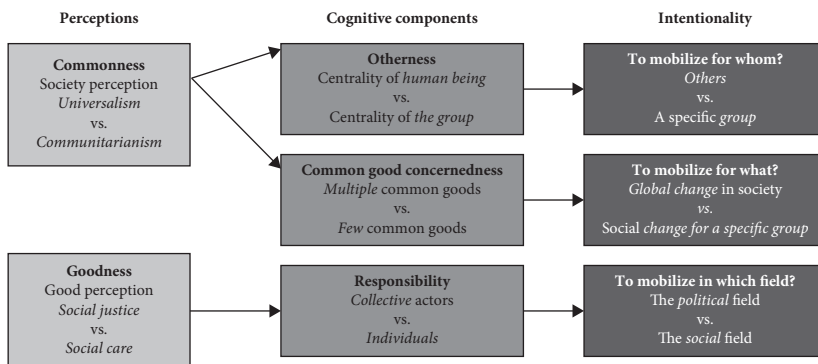 Perceptions
Cognitive components
Intentionality
Commonness
Society perception
Universalism
vs.
Communitarianism
Otherness
Centrality of human being
vs.
Centrality of the group
To mobilize for whom?
Others
vs.
A specific group
Common good concernedness
Multiple common goods
vs.
Few common goods
To mobilize for what?
Global change in society
vs.
Social change for a specific group
Goodness
Good perception
Social justice
vs.
Social care
Responsibility
Collective actors
vs.
Individuals
To mobilize in which field?
The political field
vs.
The social field